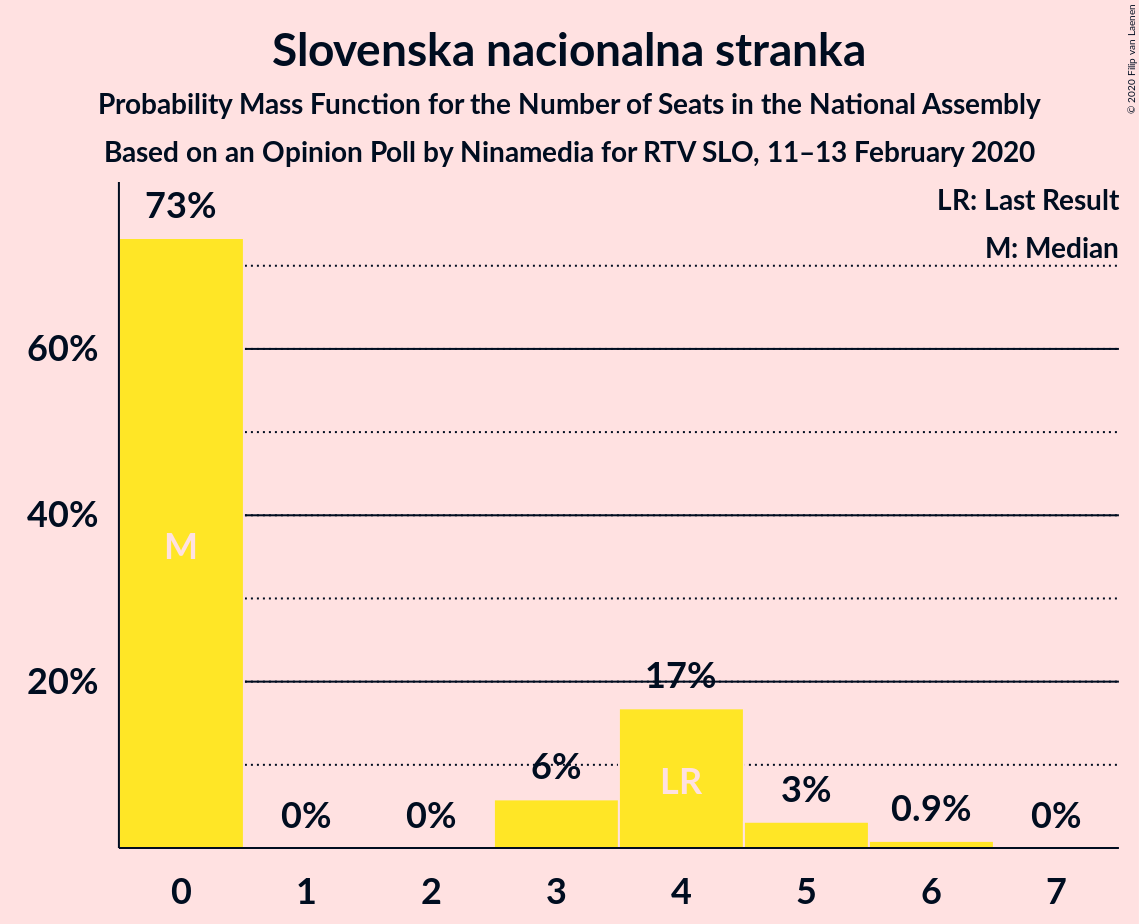 Slovenska nacionalna stranka
Probability Mass Function for the Number of Seats in the National Assembly
Based on an Opinion Poll by Ninamedia for RTV SLO, 11–13 February 2020
© 2020 Filip van Laenen
LR: Last Result
M: Median
73%
60%
40%
20%
M
0%
0%
6%
17%
LR
3%
0.9%
0%
0 1 2 3 4 5 6 7